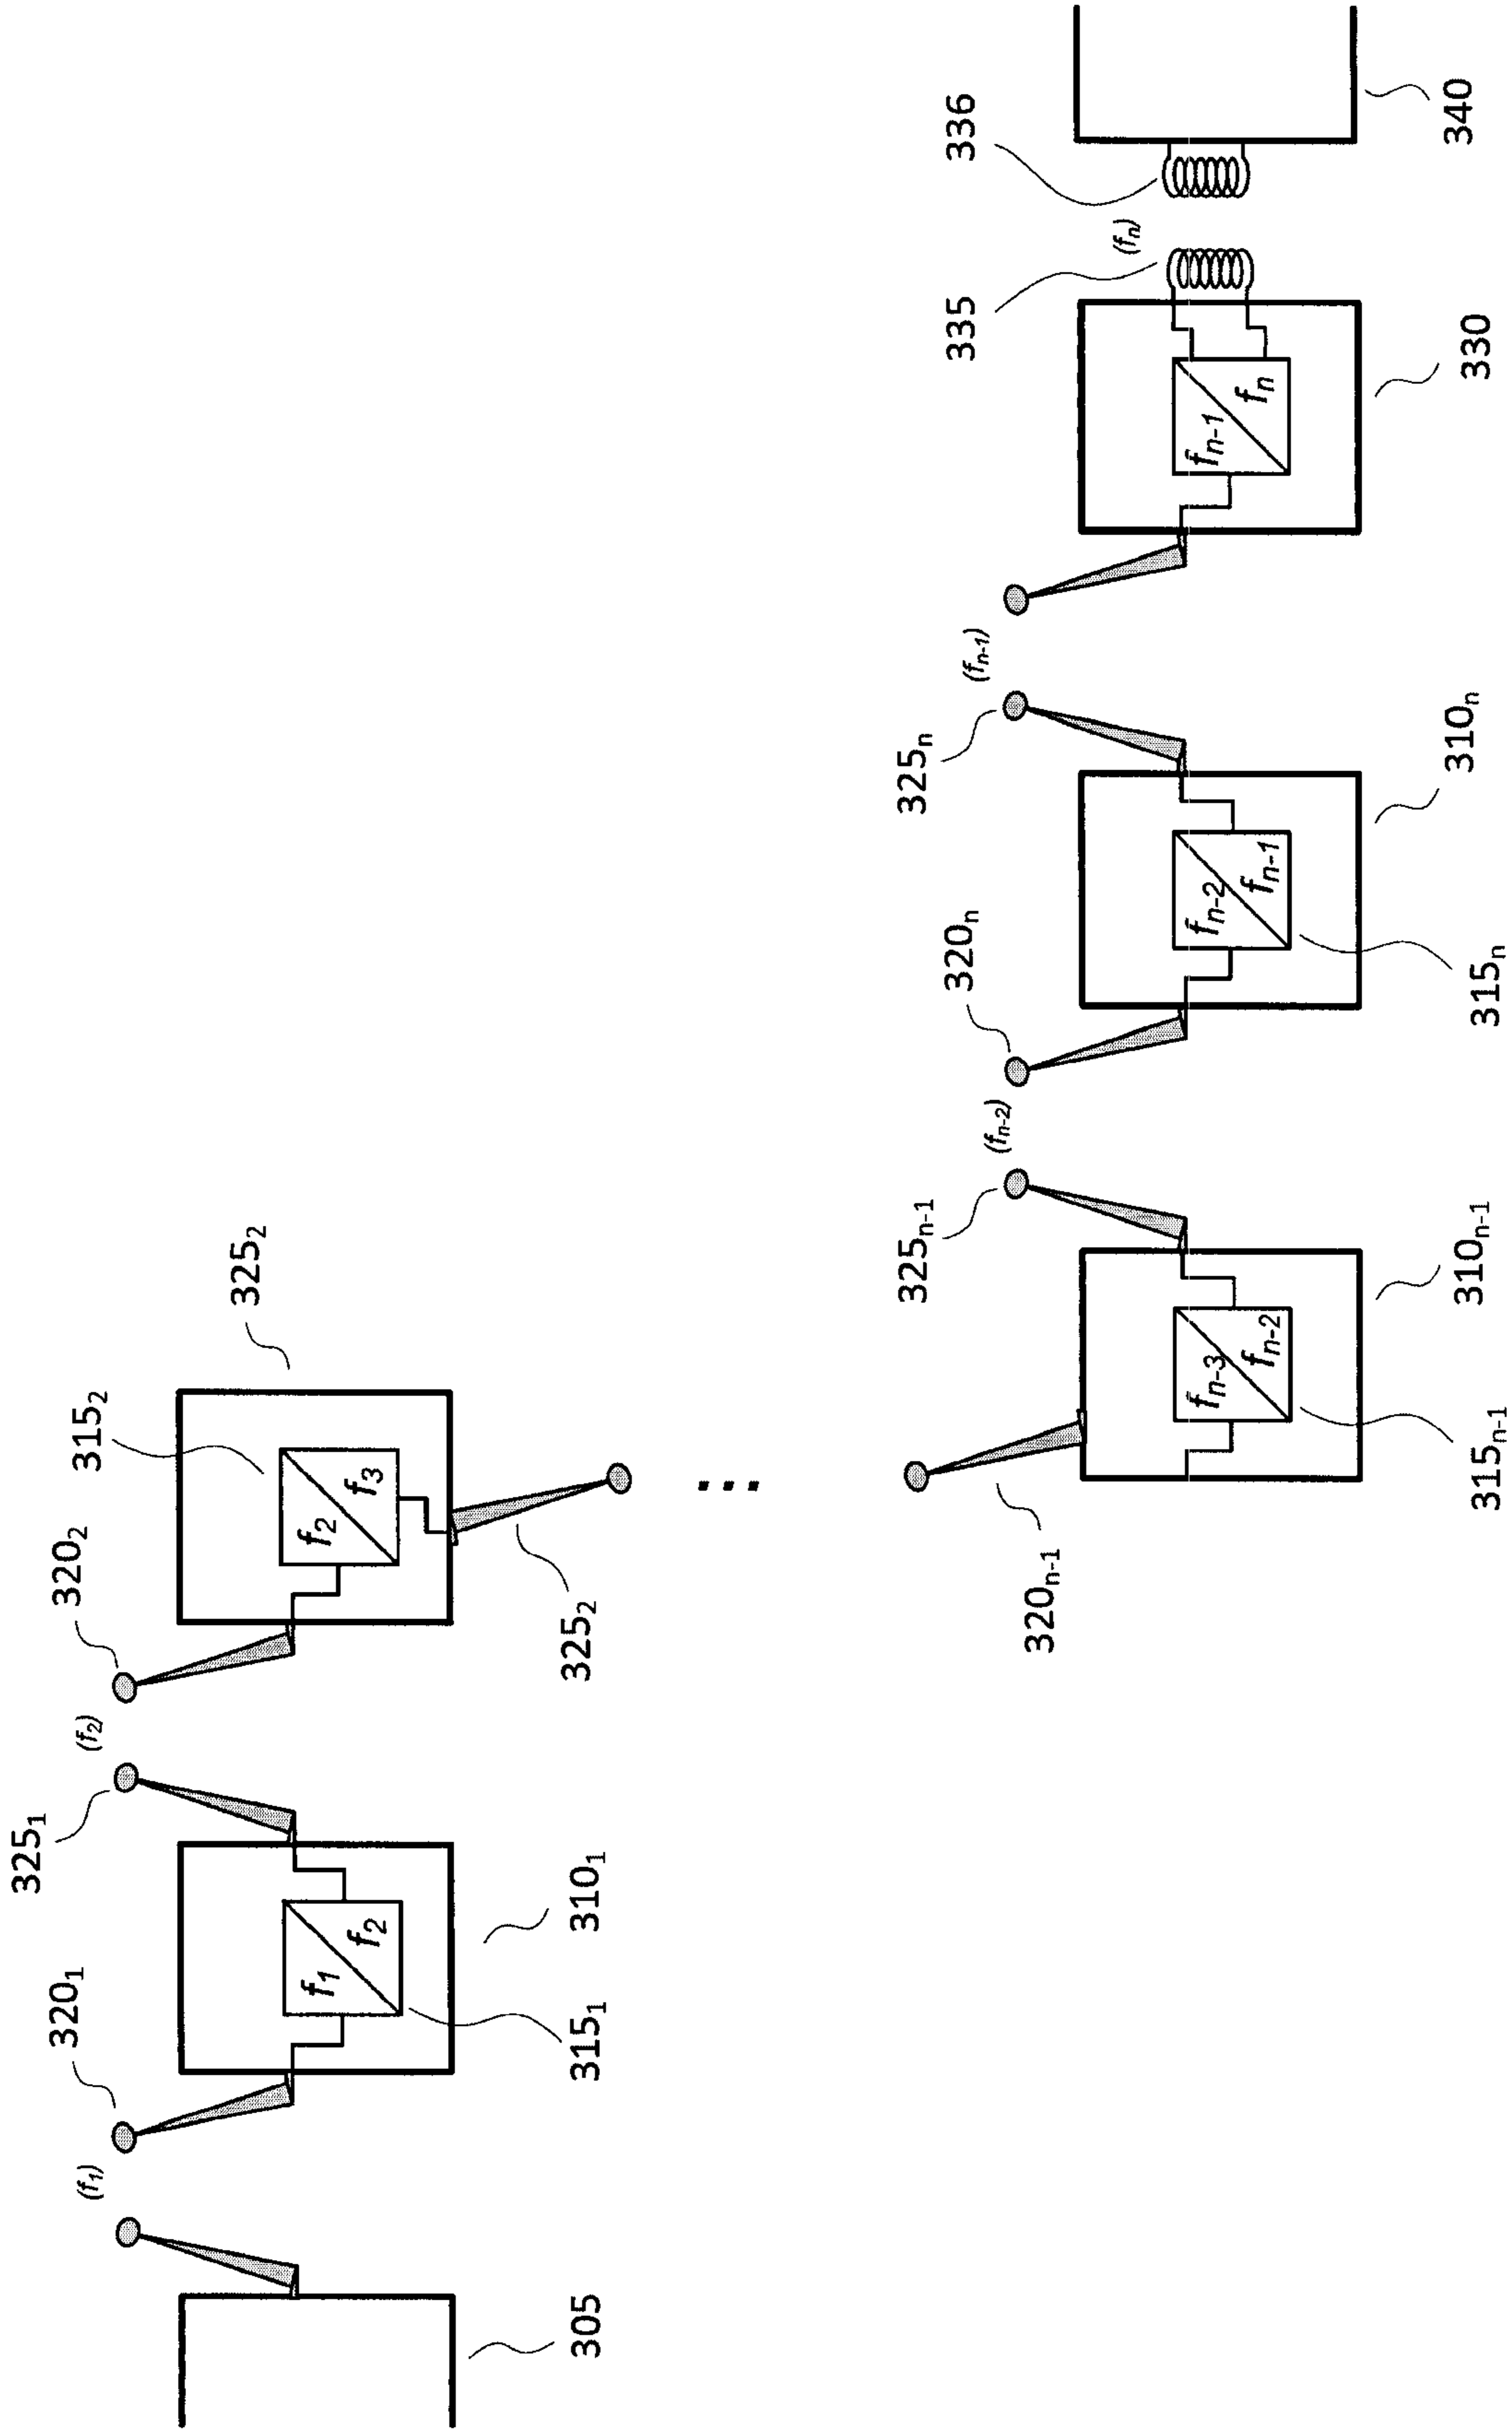 325₁
320₁
320₂
315₂
325₂
(f₁)
(f₂)
f₁
f₂
f₂
f₃
305
315₁
310₁
325₂
...
320n-1
325n-1
320n
325n
335
336
(fn-2)
(fn-1)
(fn)
fn-3
fn-2
fn-2
fn-1
fn-1
fn
315n-1
310n-1
315n
310n
330
340